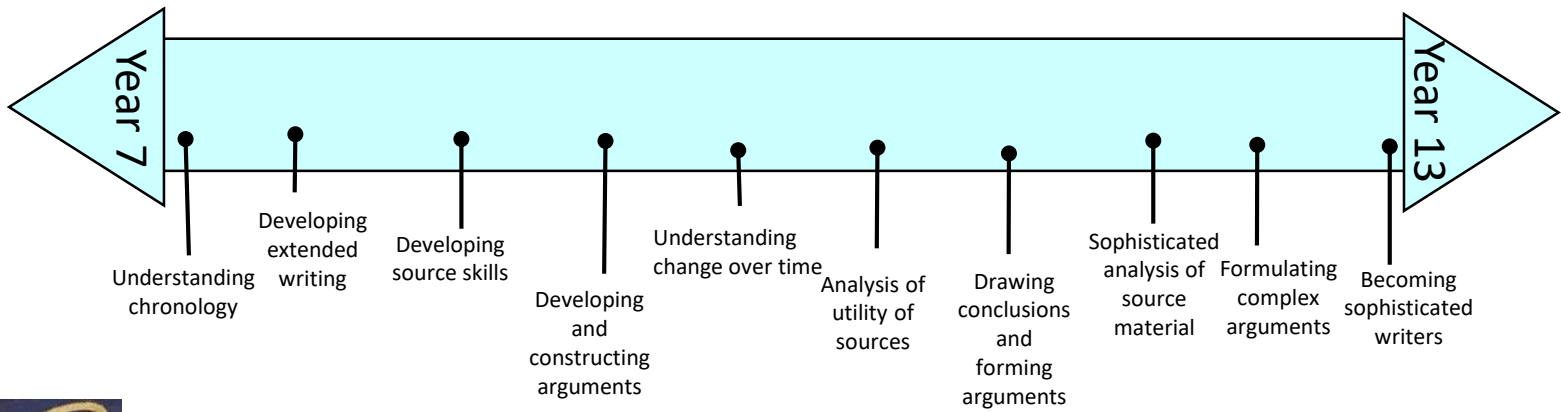 Year 7
Year 13
Understanding
chronology
Developing
extended
writing
Developing
source skills
Developing
and
constructing
arguments
Understanding
change over time
Analysis of
utility of
sources
Drawing
conclusions
and
forming
arguments
Sophisticated
analysis of
source
material
Formulating
complex
arguments
Becoming
sophisticated
writers